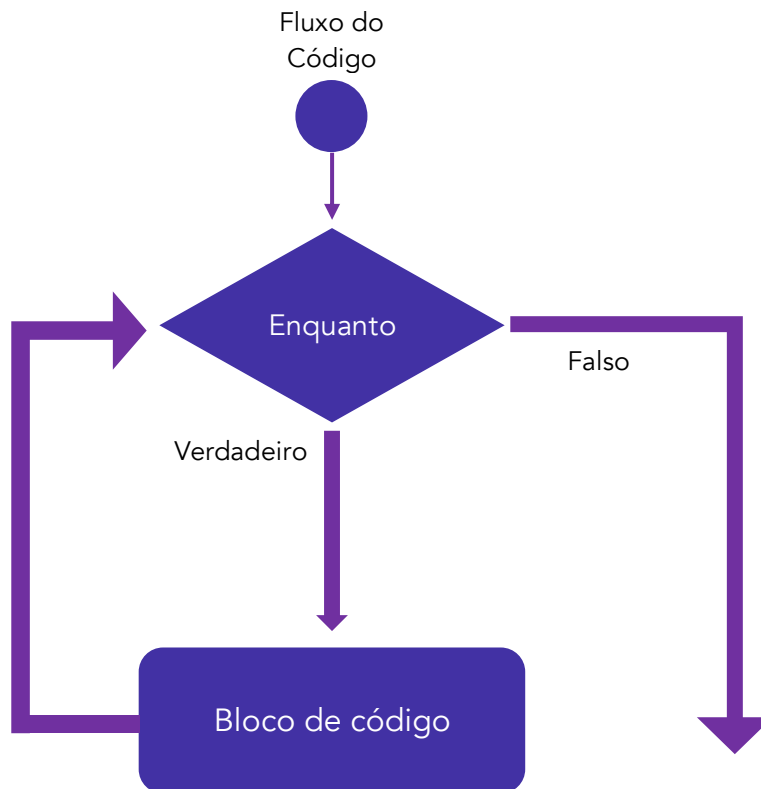 Fluxo do
Código
Enquanto
Falso
Verdadeiro
Bloco de código